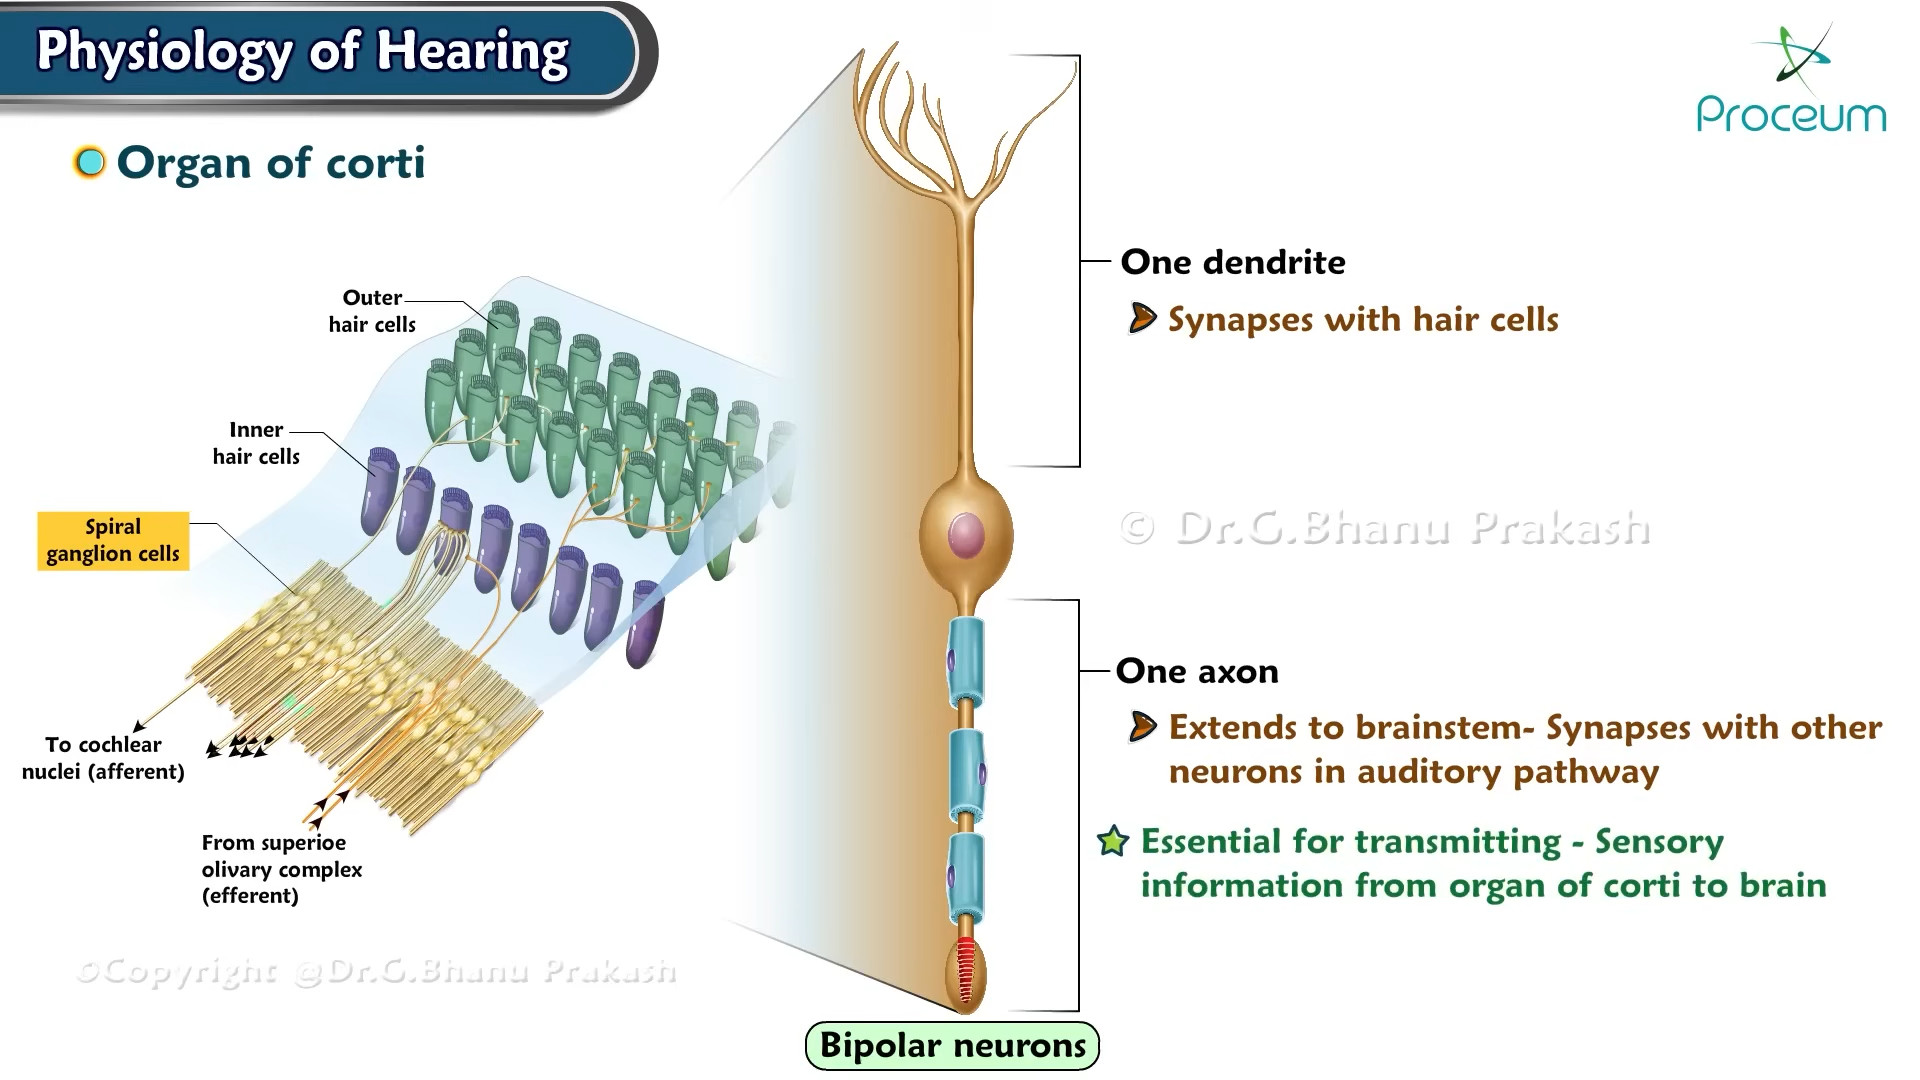 Physiology of Hearing
Proceum
Organ of corti
Outer
hair cells
Inner
hair cells
Spiral
ganglion cells
To cochlear
nuclei (afferent)
From superioe
olivary complex
(efferent)
One dendrite
Synapses with hair cells
© Dr.G.Bhanu Prakash
One axon
Extends to brainstem- Synapses with other
neurons in auditory pathway
Essential for transmitting - Sensory
information from organ of corti to brain
©Copyright @Dr.G.Bhanu Prakash
Bipolar neurons